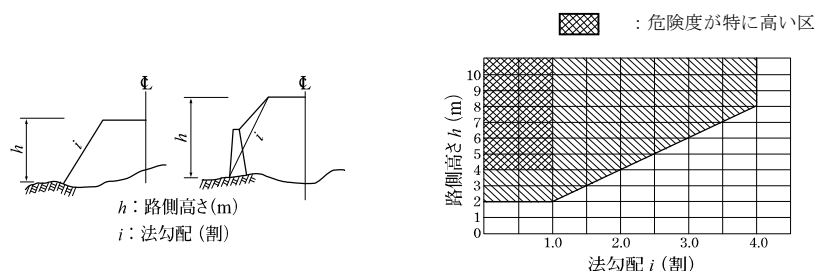 ：危険度が特に高い区
℄
℄
h
i
h
i
h：路側高さ(m)
i：法勾配（割）
路側高さ h（m）
10
9
8
7
6
5
4
3
2
1
0
1.0 2.0 3.0 4.0
法勾配 i（割）